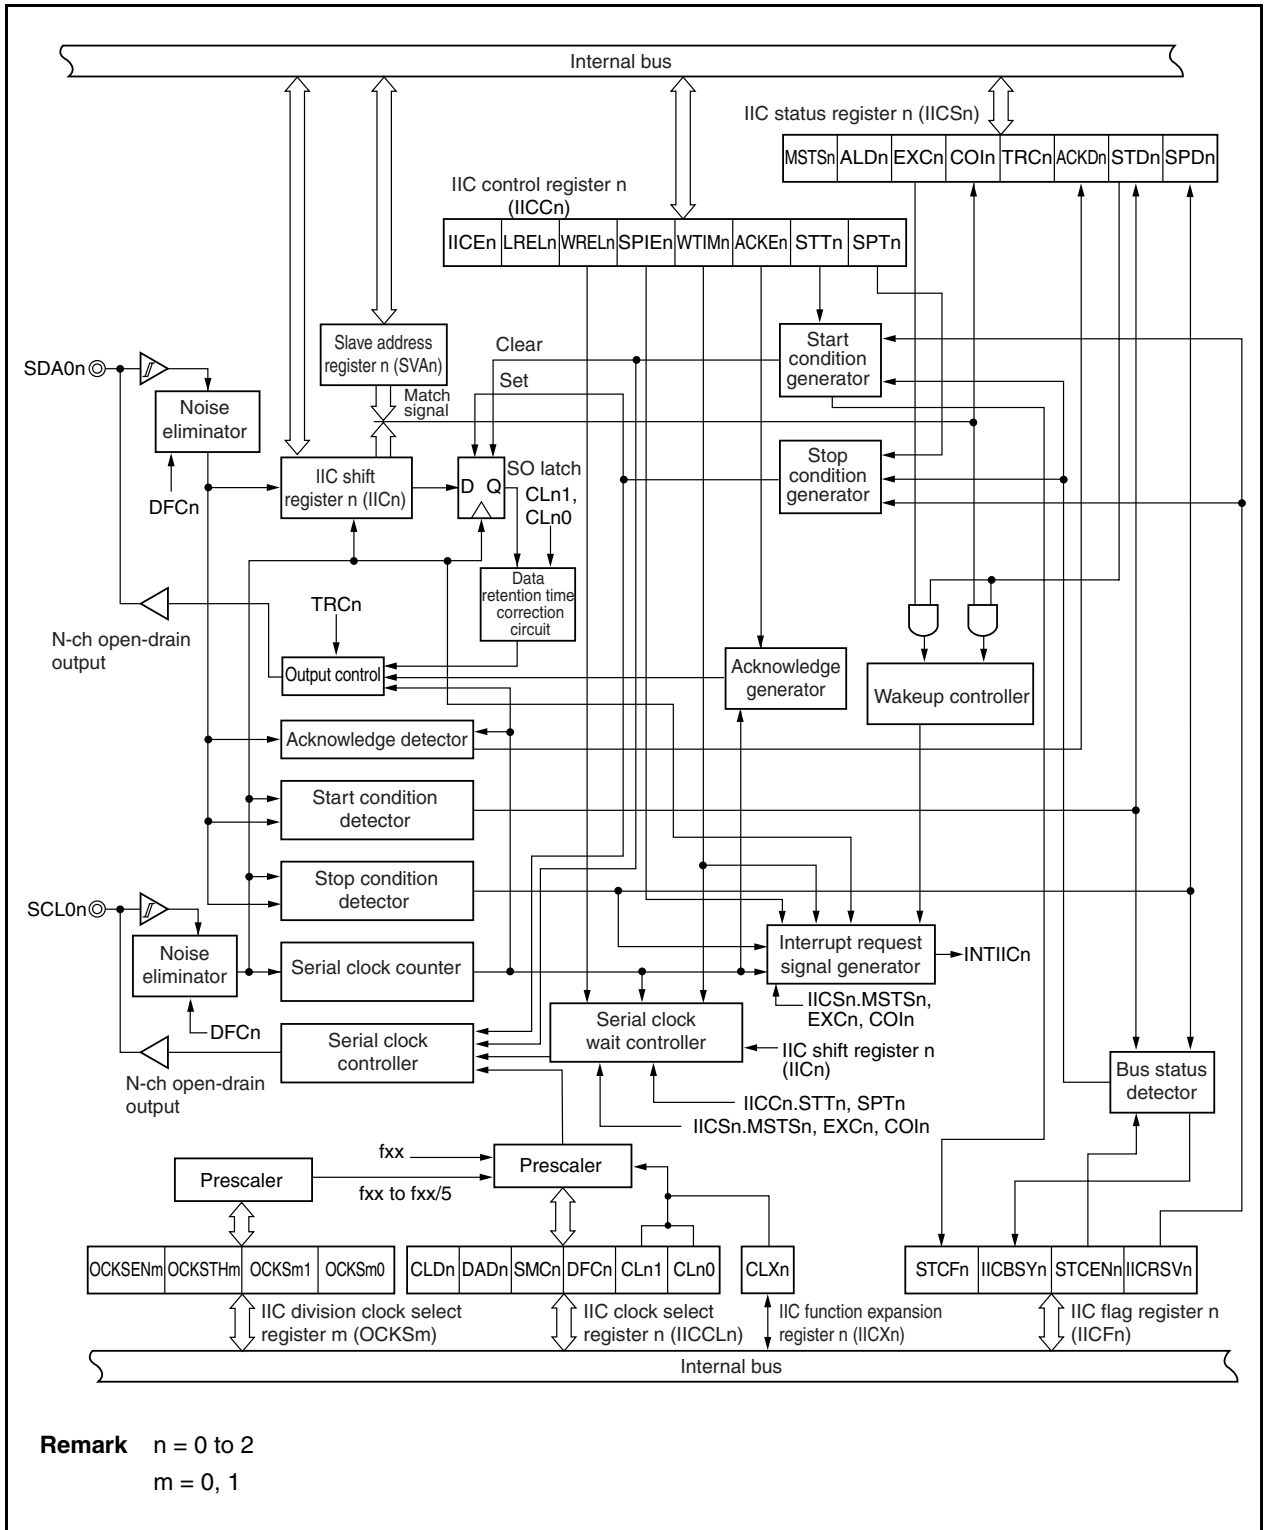 Internal bus
IIC status register n (IICSn)
MSTSn ALDn EXCn COIn TRCn ACKDn STDn SPDn
IIC control register n
(IICCn)
IICEn LRELn WRELn SPIEn WTIMn ACKEn STTn SPTn
Slave address
register n (SVAn)
Clear
Start
condition
generator
SDA0n
Set
Match
signal
Noise
eliminator
Stop
condition
generator
IIC shift
register n (IICn)
D Q
SO latch
CLn1,
CLn0
DFCn
Data
retention time
correction
circuit
TRCn
N-ch open-drain
output
Output control
Acknowledge
generator
Wakeup controller
Acknowledge detector
Start condition
detector
Stop condition
detector
SCL0n
Noise
eliminator
Serial clock counter
Interrupt request
signal generator
INTIICn
IICSn.MSTSn,
EXCn, COIn
DFCn
Serial clock
controller
Serial clock
wait controller
IIC shift register n
(IICn)
Bus status
detector
N-ch open-drain
output
IICCn.STTn, SPTn
IICSn.MSTSn, EXCn, COIn
fxx
Prescaler
Prescaler
fxx to fxx/5
OCKSENm OCKSTHm OCKSm1 OCKSm0
CLDn DADn SMCn DFCn CLn1 CLn0
CLXn
STCFn IICBSYn STCENn IICRSVn
IIC division clock select
register m (OCKSm)
IIC clock select
register n (IICCLn)
IIC function expansion
register n (IICXn)
IIC flag register n
(IICFn)
Internal bus
Remark n = 0 to 2
m = 0, 1